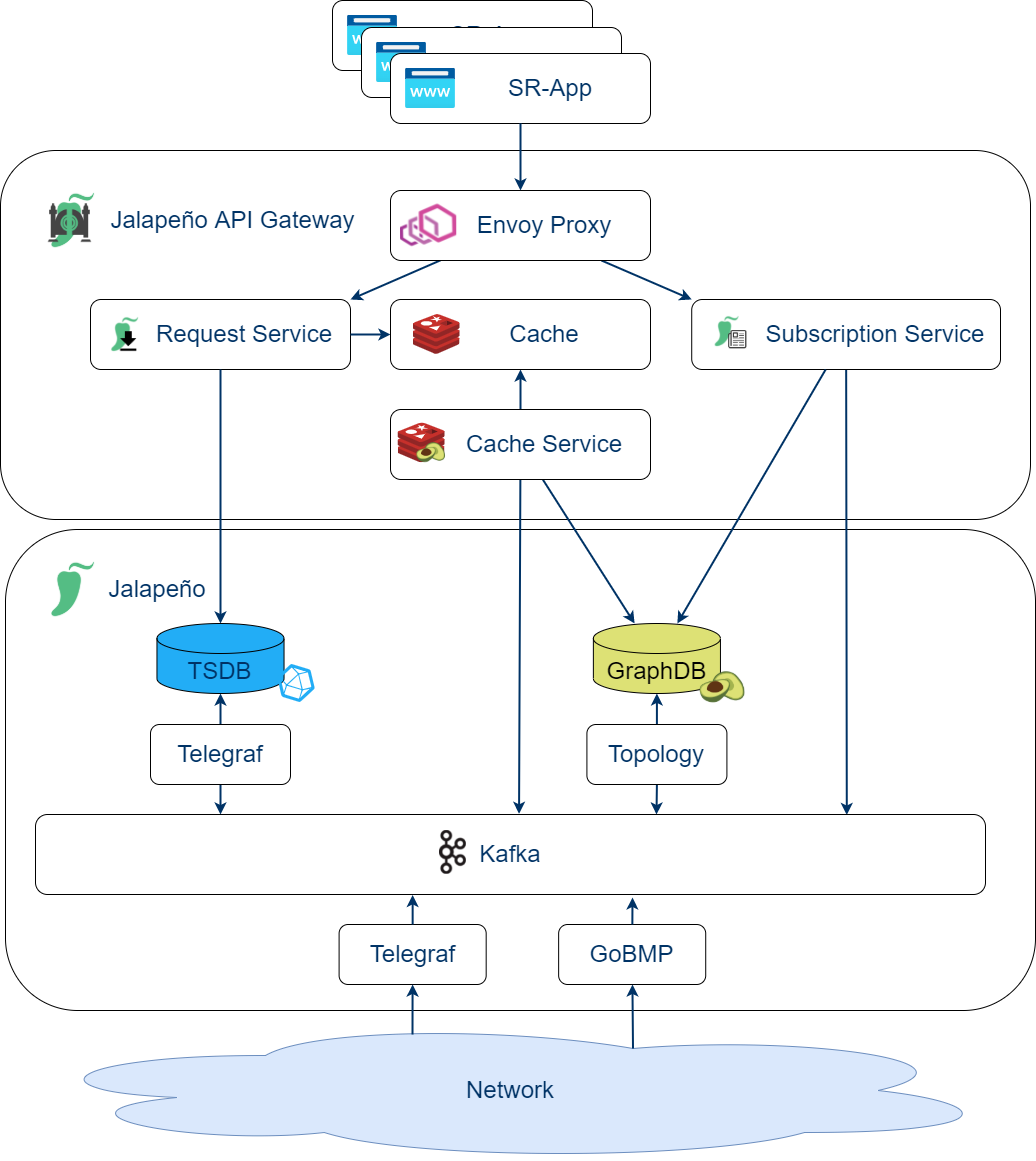 www
SR-App
Jalapeño API Gateway
Envoy Proxy
Request Service
Cache
Subscription Service
Cache Service
Jalapeño
TSDB
GraphDB
Telegraf
Topology
Kafka
Telegraf
GoBMP
Network